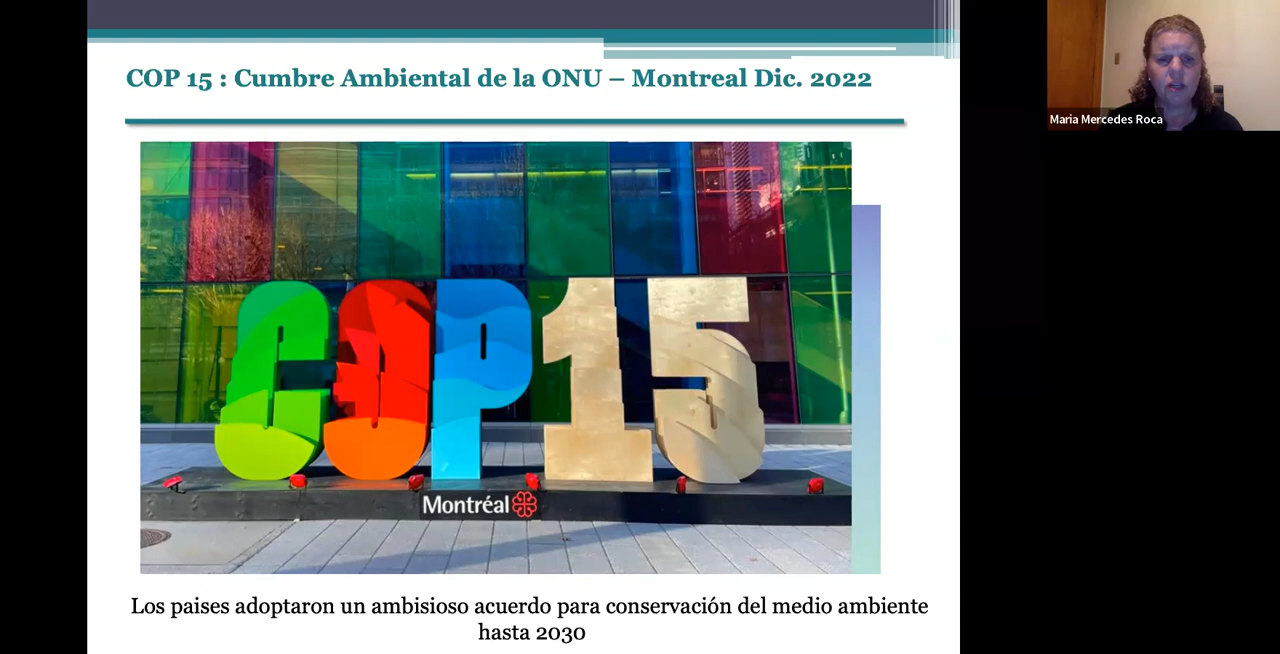 COP 15 : Cumbre Ambiental de la ONU – Montreal Dic. 2022
Maria Mercedes Roca
COP15
Montréal
Los paises adoptaron un ambisioso acuerdo para conservación del medio ambiente
hasta 2030